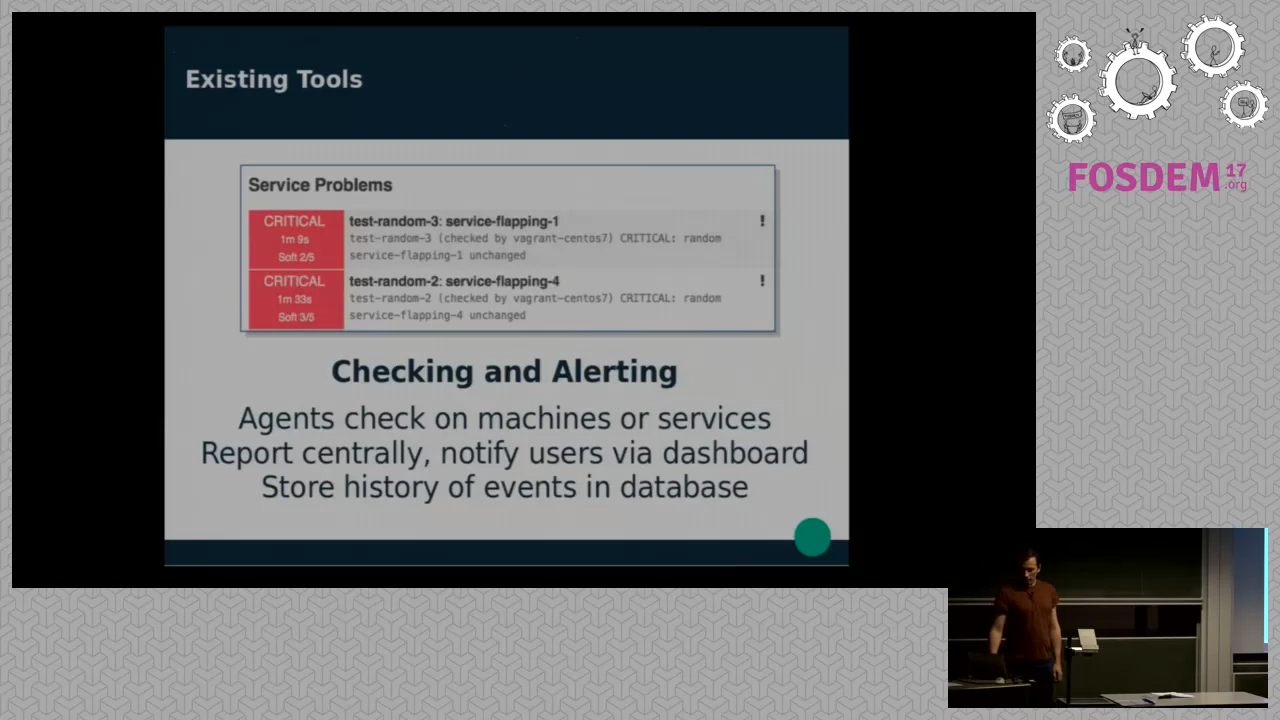 Existing Tools
Service Problems
CRITICAL
1m 9s
Soft 2/5
test-random-3: service-flapping-1
!
test-random-3 (checked by vagrant-centos7) CRITICAL: random
service-flapping-1 unchanged
CRITICAL
1m 33s
Soft 3/5
test-random-2: service-flapping-4
!
test-random-2 (checked by vagrant-centos7) CRITICAL: random
service-flapping-4 unchanged
Checking and Alerting
Agents check on machines or services
Report centrally, notify users via dashboard
Store history of events in database
FOSDEM 17
.org